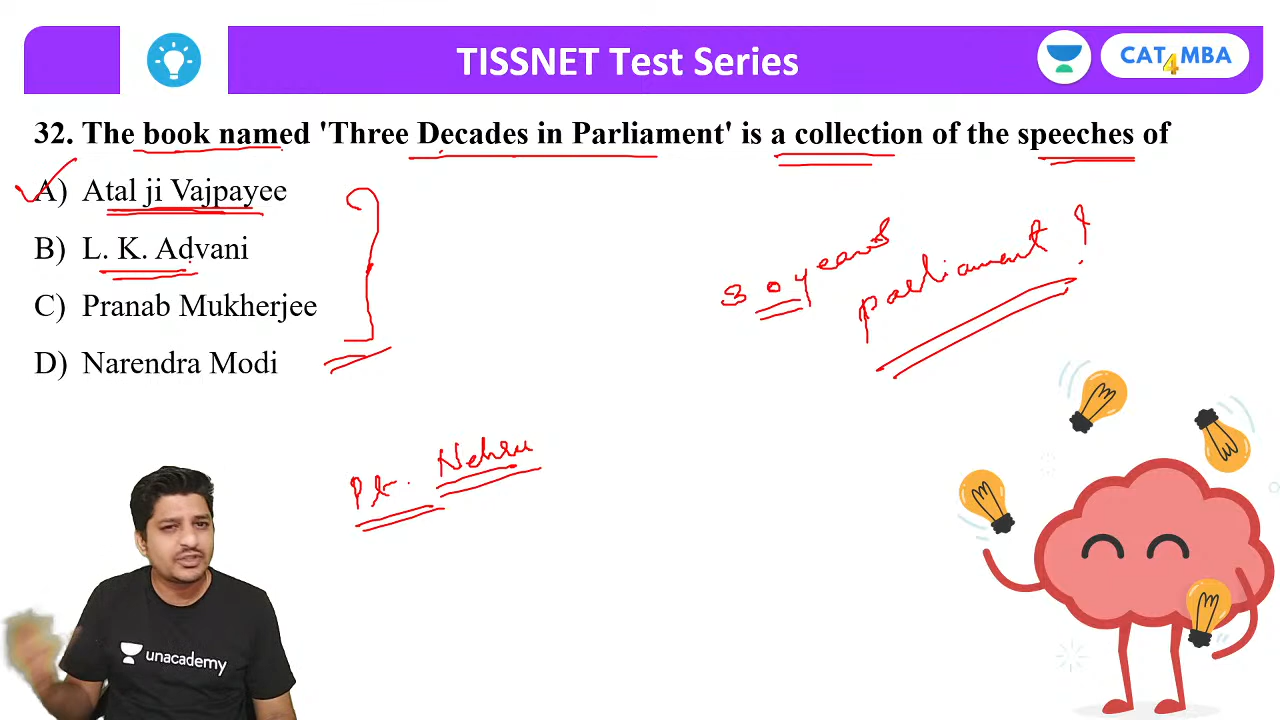 TISSNET Test Series
CAT4MBA
32. The book named 'Three Decades in Parliament' is a collection of the speeches of
A) Atal ji Vajpayee
B) L. K. Advani
C) Pranab Mukherjee
D) Narendra Modi
30 years
parliament!
Pt. Nehru
unacademy